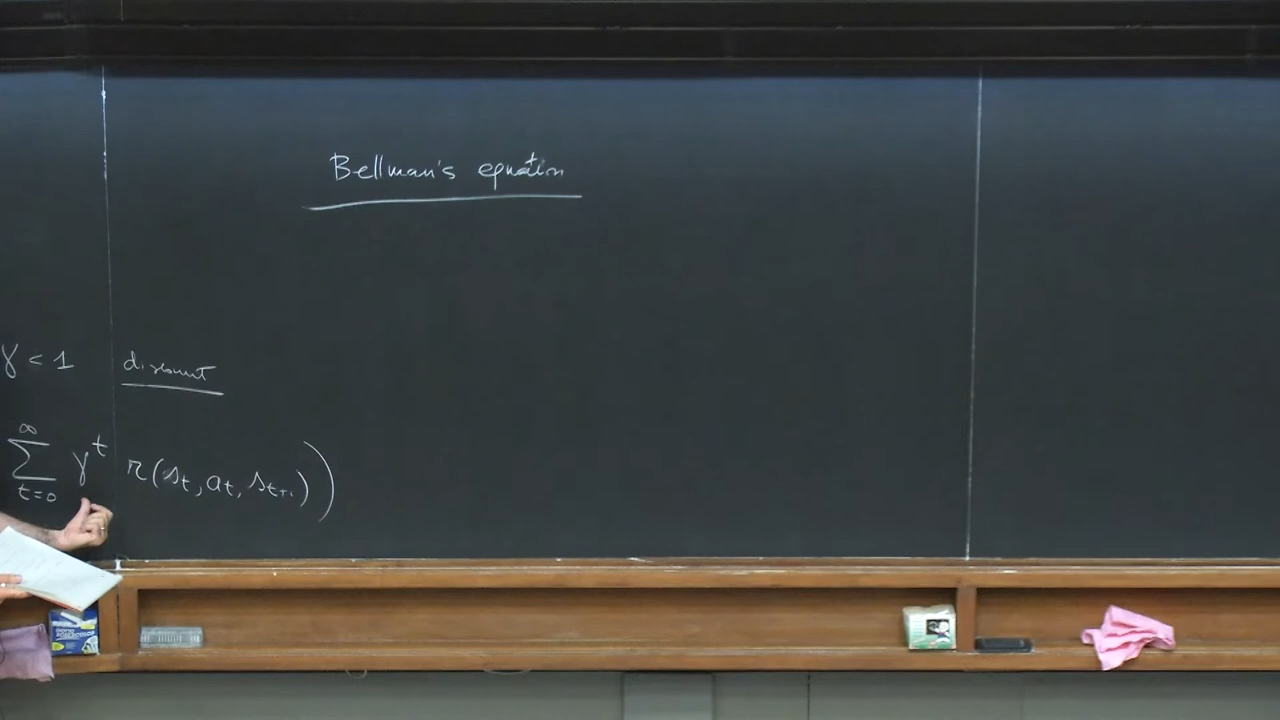 Bellman's equation
γ < 1 discount
∞
∑ γ^t r(s_t, a_t, s_{t+1}))
t=0